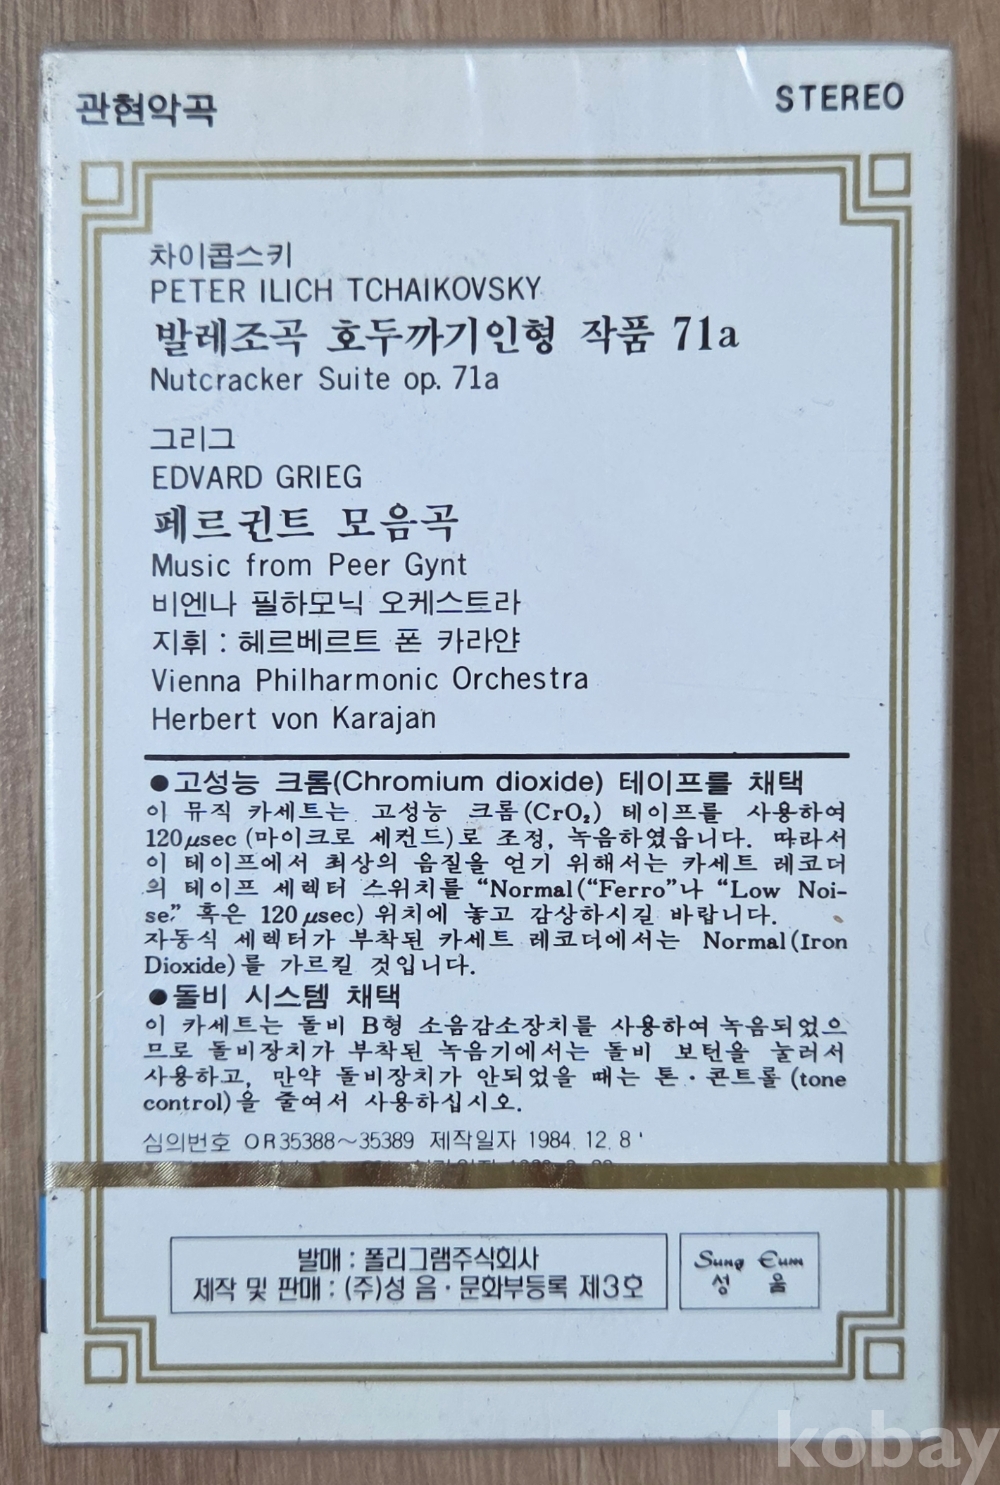 관현악곡
STEREO
차이콥스키
PETER ILICH TCHAIKOVSKY
발레조곡 호두까기인형 작품 71a
Nutcracker Suite op. 71a
그리그
EDVARD GRIEG
페르귄트 모음곡
Music from Peer Gynt
비엔나 필하모닉 오케스트라
지휘 : 헤르베르트 폰 카라얀
Vienna Philharmonic Orchestra
Herbert von Karajan
●고성능 크롬(Chromium dioxide) 테이프를 채택
이 뮤직 카세트는 고성능 크롬(CrO₂) 테이프를 사용하여
120μsec (마이크로 세컨드)로 조정, 녹음하였읍니다. 따라서
이 테이프에서 최상의 음질을 얻기 위해서는 카세트 레코더
의 테이프 세렉터 스위치를 “Normal(“Ferro”나 “Low Noi-
se,” 혹은 120μsec) 위치에 놓고 감상하시길 바랍니다.
자동식 세렉터가 부착된 카세트 레코더에서는 Normal(Iron
Dioxide)를 가르킬 것입니다.
●돌비 시스템 채택
이 카세트는 돌비 B형 소음감소장치를 사용하여 녹음되었으
므로 돌비장치가 부착된 녹음기에서는 돌비 보턴을 눌러서
사용하고, 만약 돌비장치가 안되었을 때는 톤·콘트롤 (tone
control)을 줄여서 사용하십시오.
심의번호 OR35388~35389 제작일자 1984. 12. 8
발매 : 폴리그램주식회사
제작 및 판매 : (주)성 음·문화부등록 제3호
Sung Eum
성 음
kobay